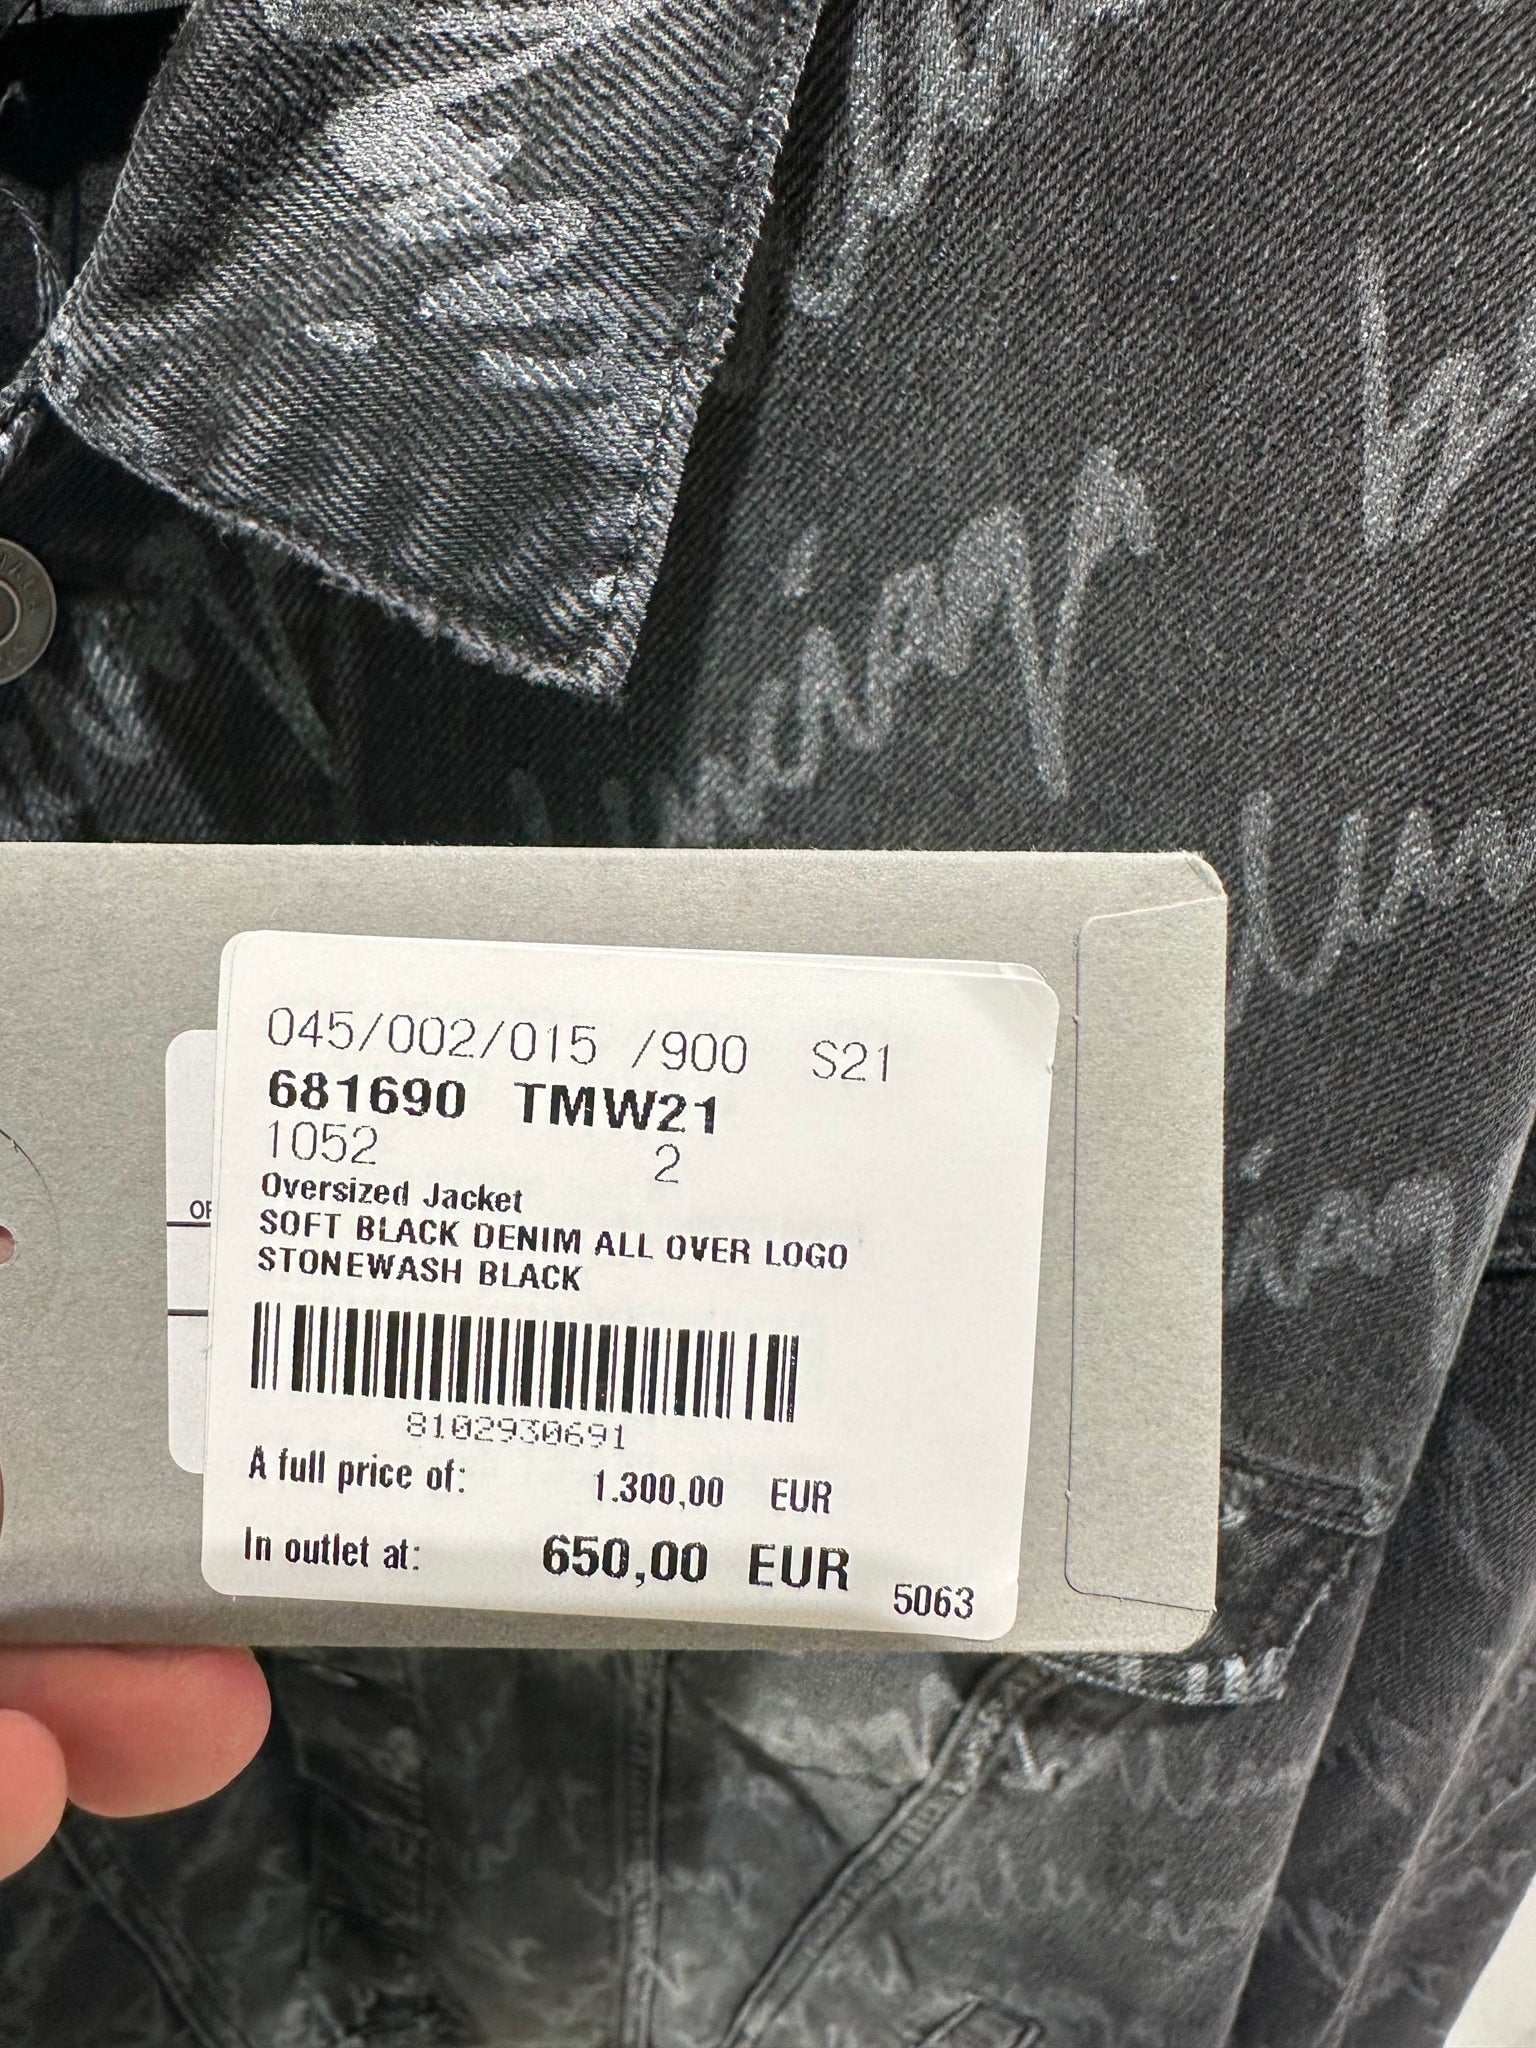 045/002/015 /900 S21
681690 TMW21
1052 2
Oversized Jacket
SOFT BLACK DENIM ALL OVER LOGO
STONEWASH BLACK
8102930691
A full price of: 1.300,00 EUR
In outlet at: 650,00 EUR
5063